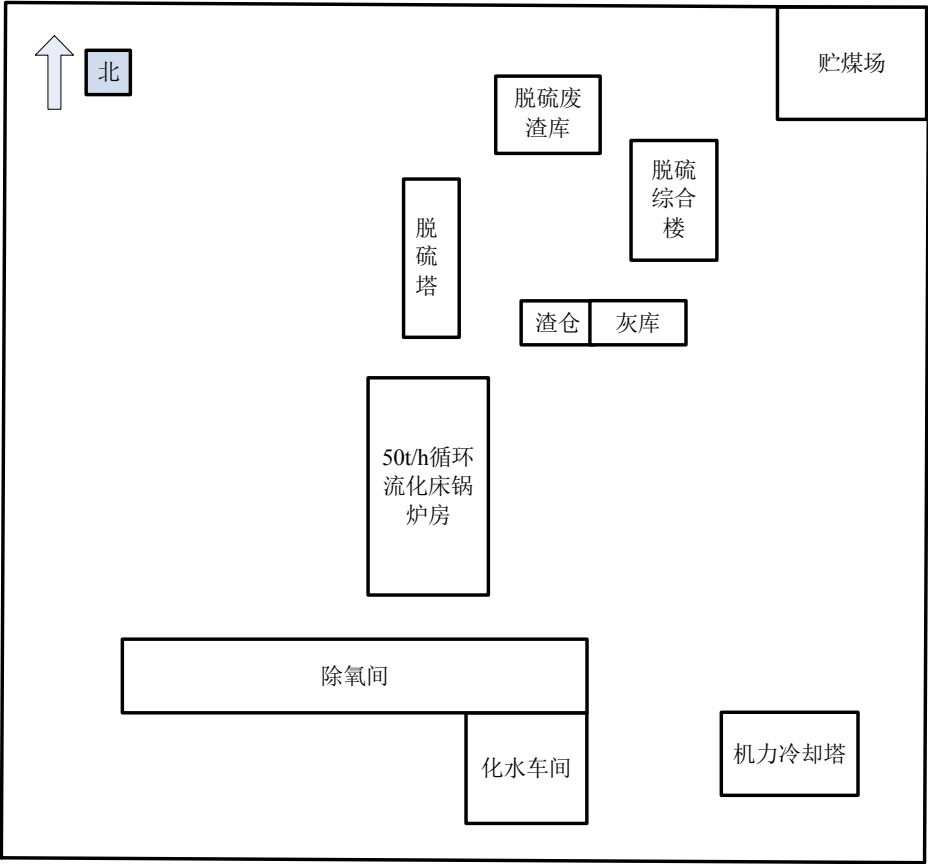 北
贮煤场
脱硫废
渣库
脱硫
综合
楼
脱
硫
塔
渣仓
灰库
50t/h循环
流化床锅
炉房
除氧间
化水车间
机力冷却塔